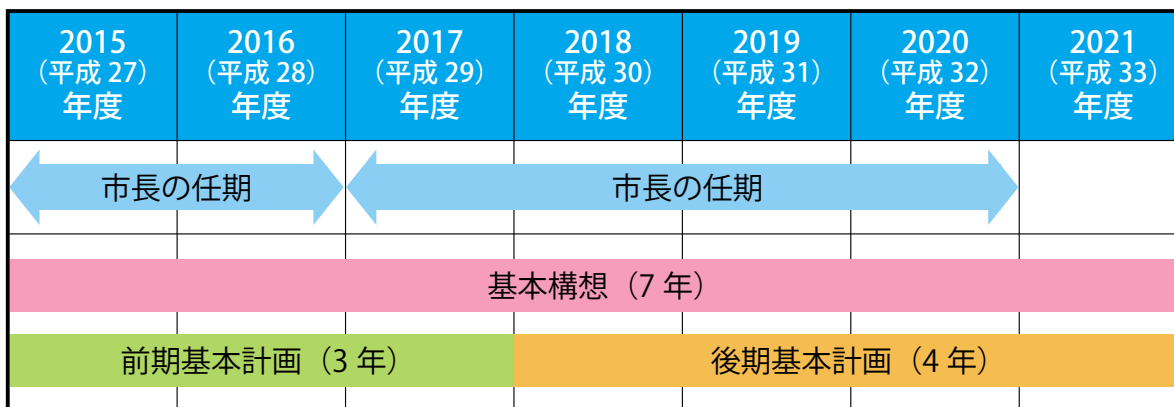 2015
（平成 27）
年度
2016
（平成 28）
年度
2017
（平成 29）
年度
2018
（平成 30）
年度
2019
（平成 31）
年度
2020
（平成 32）
年度
2021
（平成 33）
年度
市長の任期
市長の任期
基本構想（7 年）
前期基本計画（3 年）
後期基本計画（4 年）